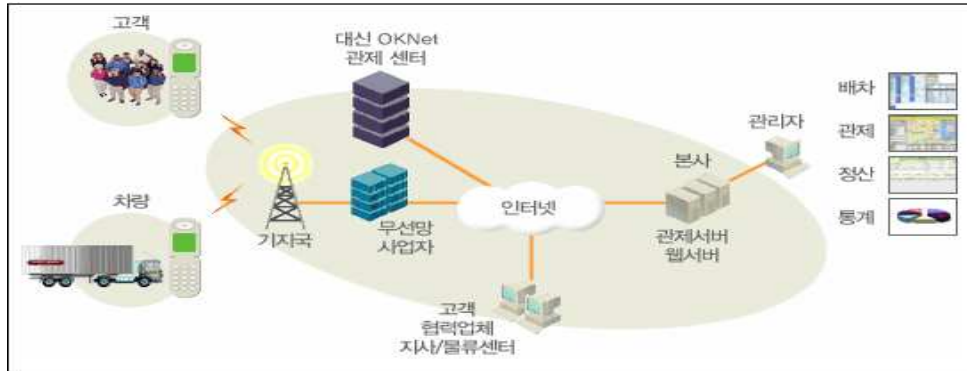 고객
대신 OKNet
관제 센터
배차
관리자
관제
본사
정산
차량
인터넷
통계
기지국
무선망
사업자
관제서버
웹서버
고객
협력업체
지사/물류센터